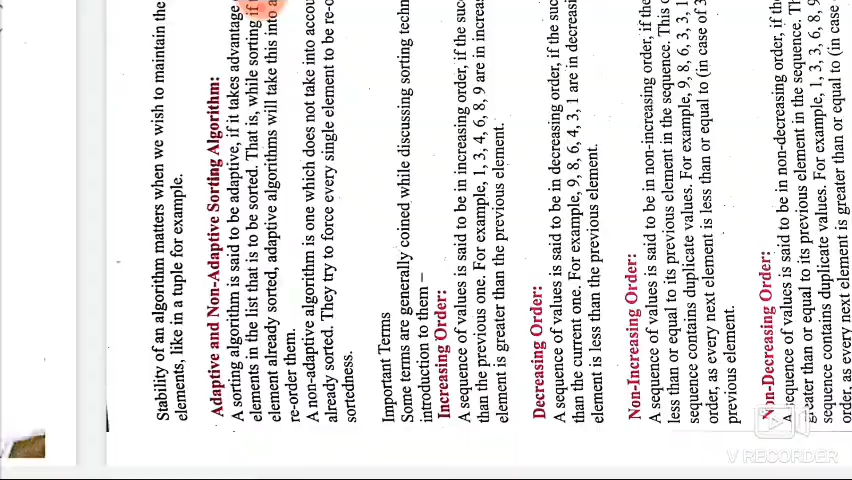 Stability of an algorithm matters when we wish to maintain the
elements, like in a tuple for example.
Adaptive and Non-Adaptive Sorting Algorithm:
A sorting algorithm is said to be adaptive, if it takes advantage
elements in the list that is to be sorted. That is, while sorting if
element already sorted, adaptive algorithms will take this into
re-order them.
A non-adaptive algorithm is one which does not take into
already sorted. They try to force every single element to be
sortedness.
Important Terms
Some terms are generally coined while discussing sorting
introduction to them –
Increasing Order:
A sequence of values is said to be in increasing order, if the
than the previous one. For example, 1, 3, 4, 6, 8, 9 are in
element is greater than the previous element.
Decreasing Order:
A sequence of values is said to be in decreasing order, if the
than the current one. For example, 9, 8, 6, 4, 3, 1 are in
element is less than the previous element.
Non-Increasing Order:
A sequence of values is said to be in non-increasing order, if the
less than or equal to its previous element in the sequence. This
sequence contains duplicate values. For example, 9, 8, 6, 3, 3, 1
order, as every next element is less than or equal to (in case of 3
previous element.
Non-Decreasing Order:
A sequence of values is said to be in non-decreasing order, if the
greater than or equal to its previous element in the sequence.
sequence contains duplicate values. For example, 1, 3, 3, 6, 8, 9
order, as every next element is greater than or equal to (in case
V RECORDER